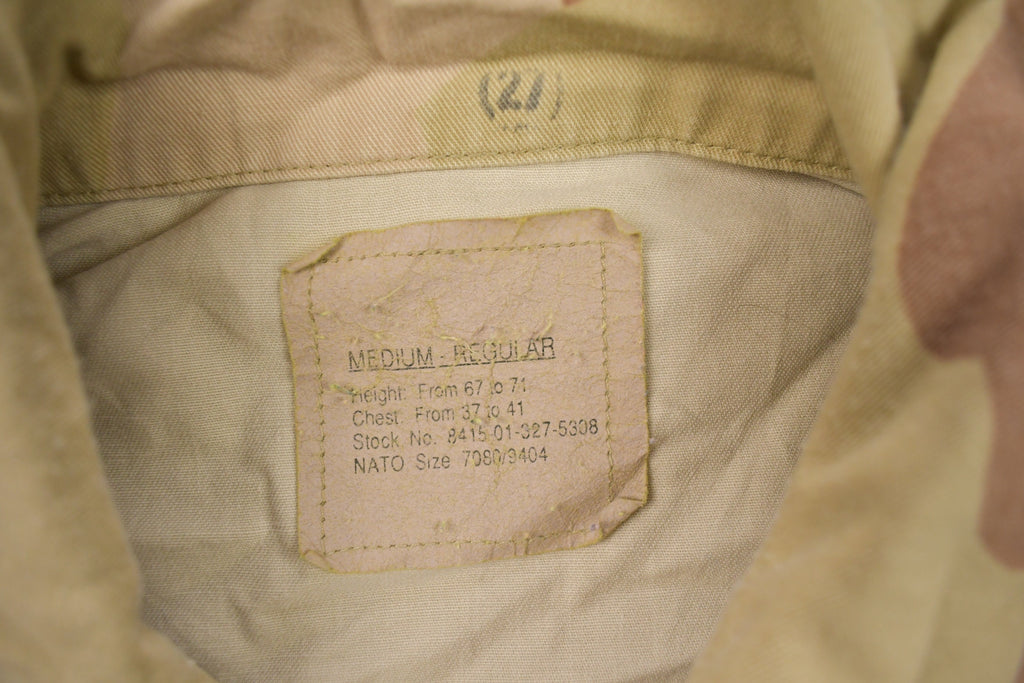 (27)
MEDIUM - REGULAR
Height: From 67 to 71
Chest: From 37 to 41
Stock No. 8415-01-327-5308
NATO Size 7080/9404